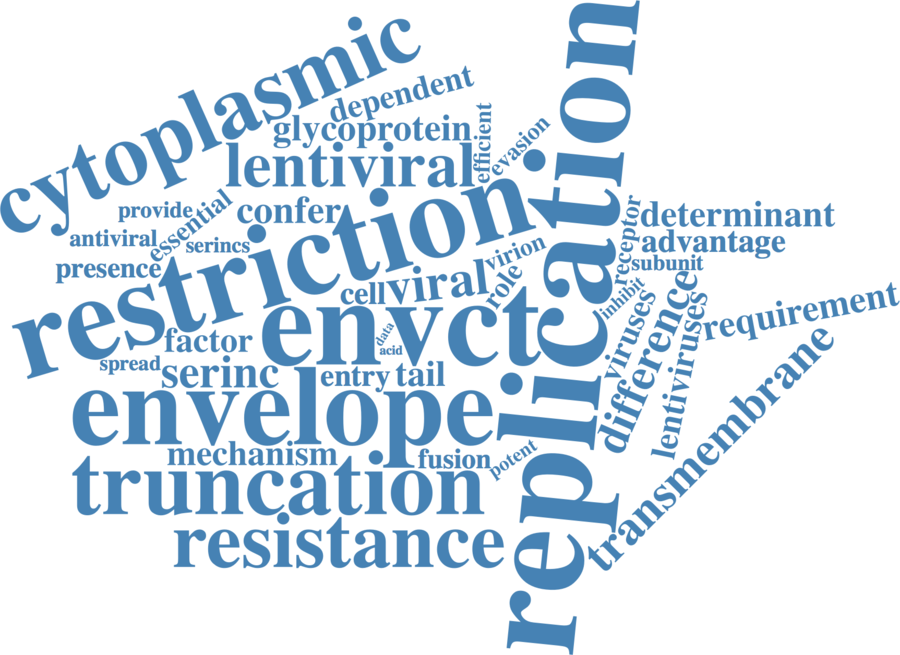 cytoplasmic
dependent
glycoprotein
efficient
evasion
lentiviral
replication
provide
essential
confer
antiviral
serincs
presence
restriction
virion
receptor
determinant
advantage
subunit
cell
viral
role
inhibit
envct
data
acid
factor
viruses
difference
lentiviruses
requirement
spread
serinc
entry
tail
envelope
transmembrane
mechanism
fusion
potent
truncation
resistance